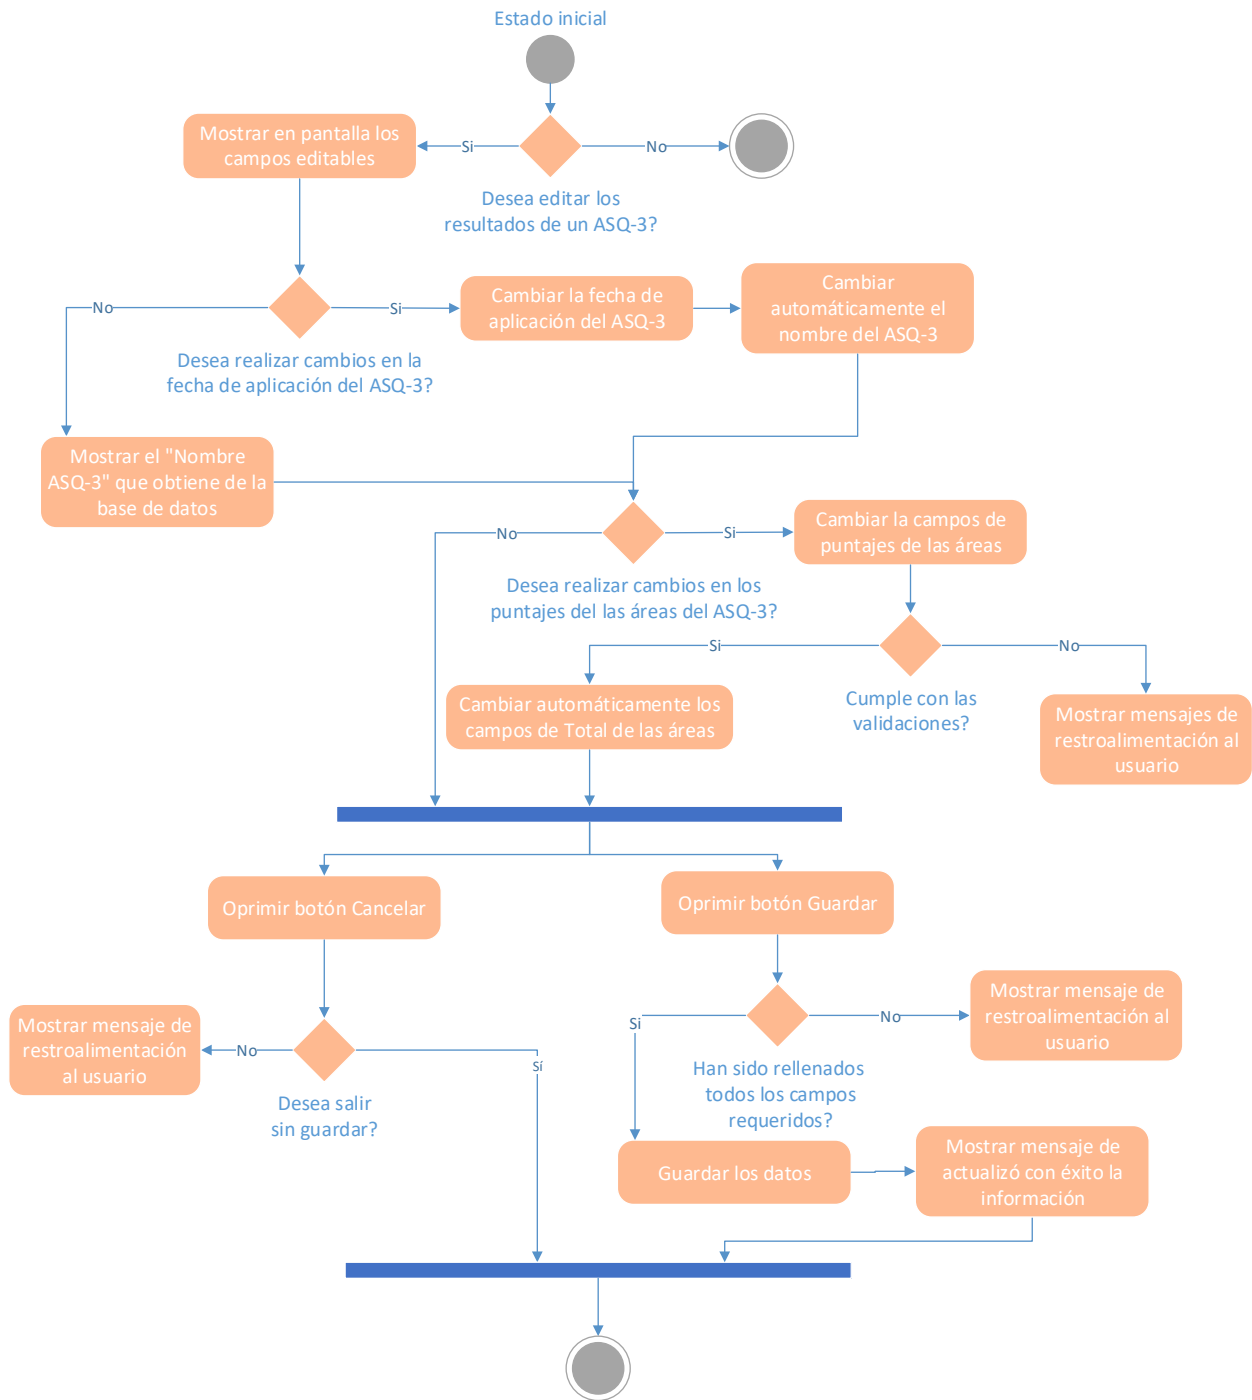 Estado inicial
Mostrar en pantalla los
campos editables
Si
No
Desea editar los
resultados de un ASQ-3?
No
Si
Cambiar la fecha de
aplicación del ASQ-3
Cambiar
automáticamente el
nombre del ASQ-3
Desea realizar cambios en la
fecha de aplicación del ASQ-3?
Mostrar el "Nombre
ASQ-3" que obtiene de la
base de datos
No
Si
Cambiar la campos de
puntajes de las áreas
Desea realizar cambios en los
puntajes del las áreas del ASQ-3?
Si
No
Cambiar automáticamente los
campos de Total de las áreas
Cumple con las
validaciones?
Mostrar mensajes de
restroalimentación al
usuario
Oprimir botón Cancelar
Oprimir botón Guardar
Mostrar mensaje de
restroalimentación
al usuario
No
Sí
Desea salir
sin guardar?
Si
No
Mostrar mensaje de
restroalimentación al
usuario
Han sido rellenados
todos los campos
requeridos?
Guardar los datos
Mostrar mensaje de
actualizó con éxito la
información